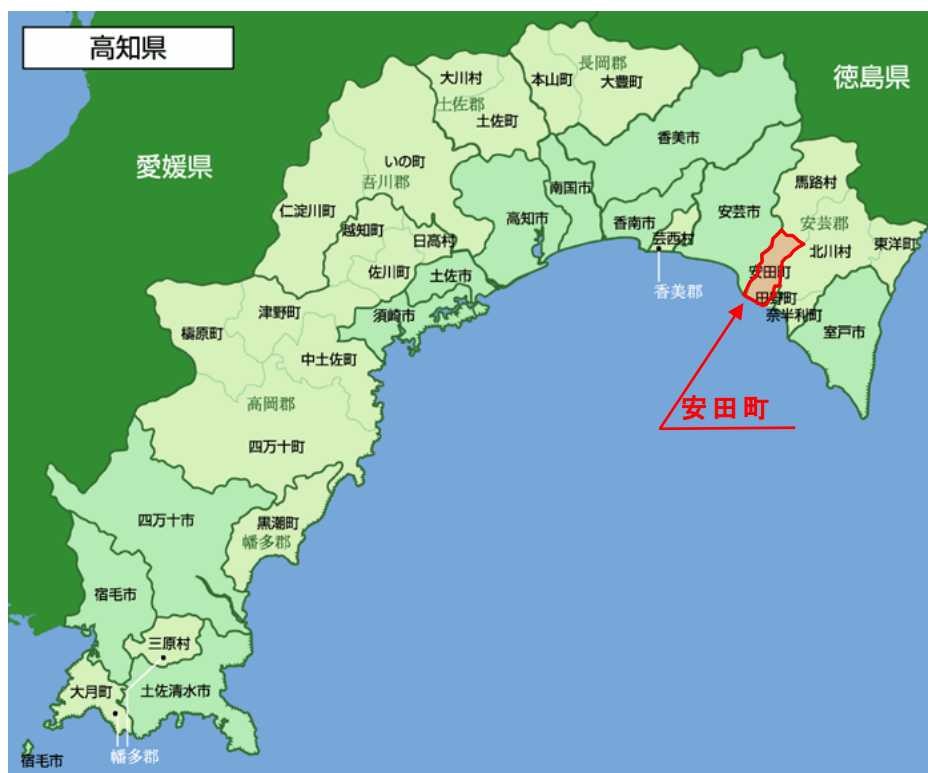 高知県
徳島県
愛媛県
大川村
土佐郡
土佐町
本山町
長岡郡
大豊町
香美市
いの町
吾川郡
仁淀川町
越知町
日高村
佐川町
土佐市
高知市
南国市
香南市
芸西村
香美郡
安芸市
馬路村
安芸郡
北川村
東洋町
安田町
田野町
奈半利町
室戸市
安田町
津野町
須崎市
檮原町
中土佐町
高岡郡
四万十町
四万十市
黒潮町
幡多郡
宿毛市
三原村
大月町
土佐清水市
幡多郡
宿毛市